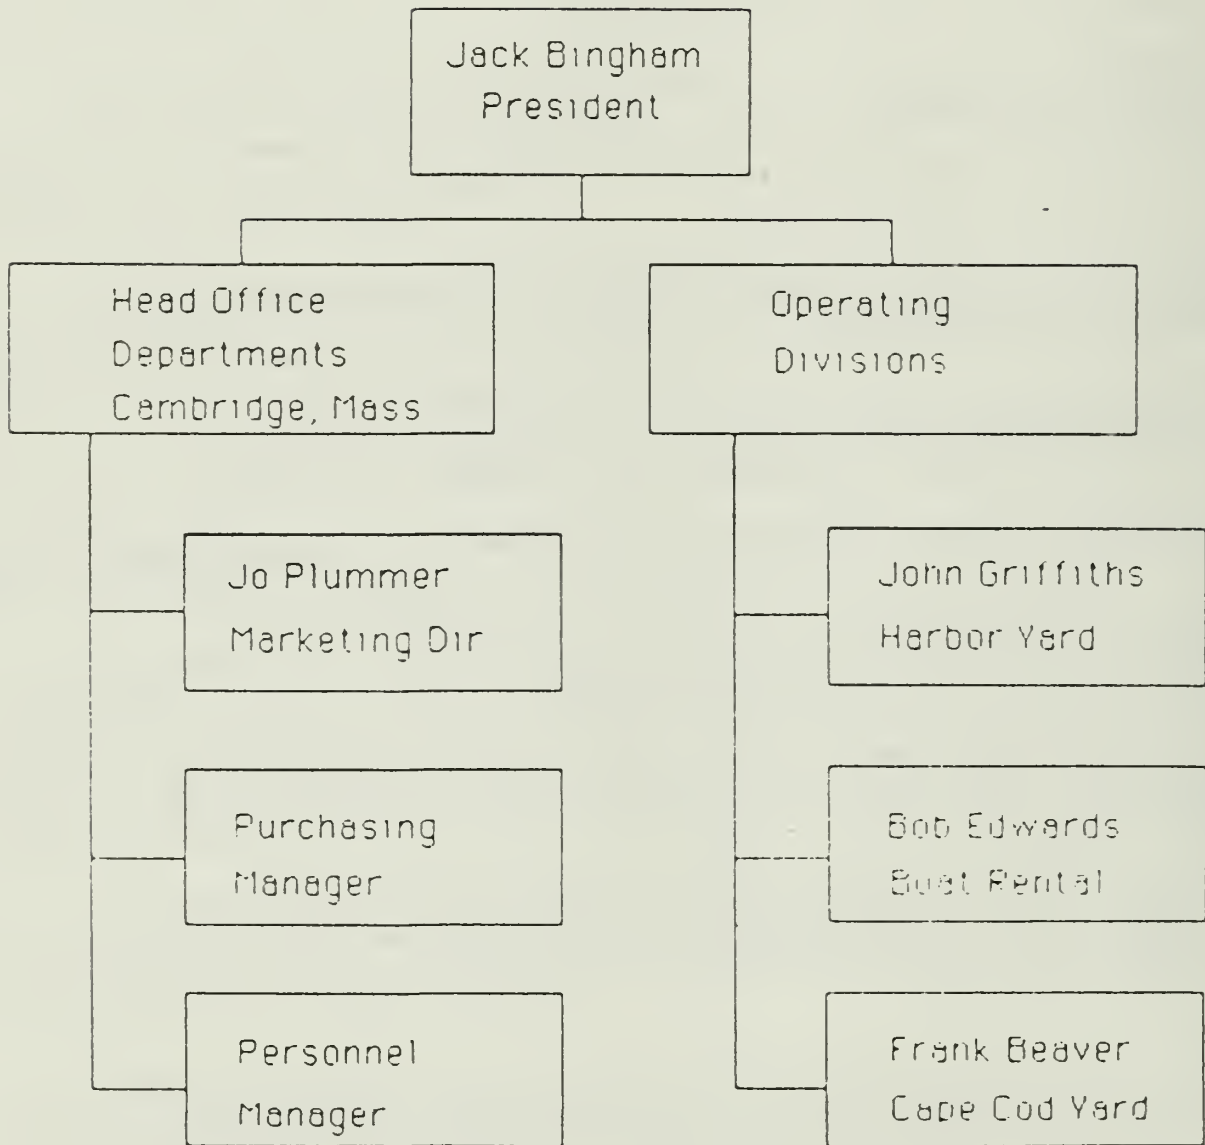 Jack Bingham
President
Head Office
Departments
Cambridge, Mass
Operating
Divisions
Jo Plummer
Marketing Dir
John Griffiths
Harbor Yard
Purchasing
Manager
Bob Edwards
Boat Rental
Personnel
Manager
Frank Beaver
Cape Cod Yard